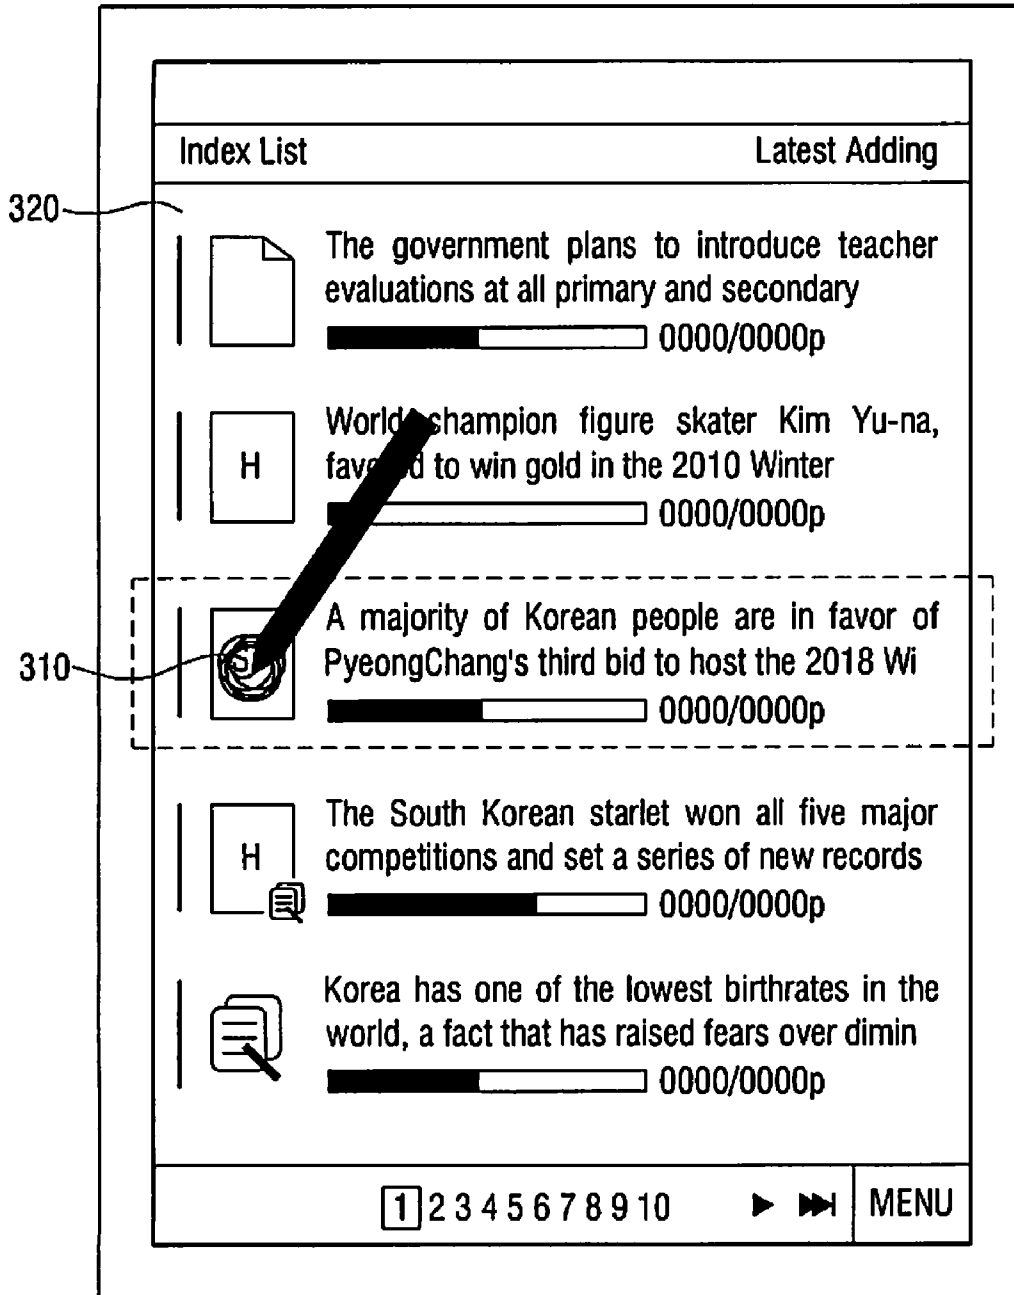 Index List Latest Adding
320
The government plans to introduce teacher
evaluations at all primary and secondary
0000/0000p
World champion figure skater Kim Yu-na,
H
to win gold in the 2010 Winter
0000/0000p
A majority of Korean people are in favor of
310
PyeongChang's third bid to host the 2018 Wi
0000/0000p
The South Korean starlet won all five major
H
competitions and set a series of new records
0000/0000p
Korea has one of the lowest birthrates in the
world, a fact that has raised fears over dimin
0000/0000p
1 2 3 4 5 6 7 8 9 10 MENU